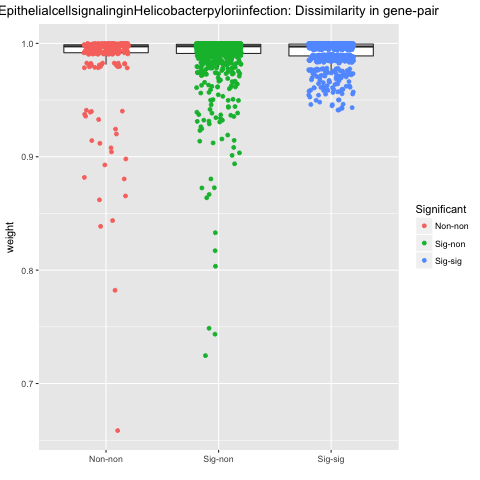 EpithelialcellsignalinginHelicobacterpyloriinfection: Dissimilarity in gene-pair
1.0
0.9
0.8
0.7
weight
Non-non
Sig-non
Sig-sig
Significant
Non-non
Sig-non
Sig-sig